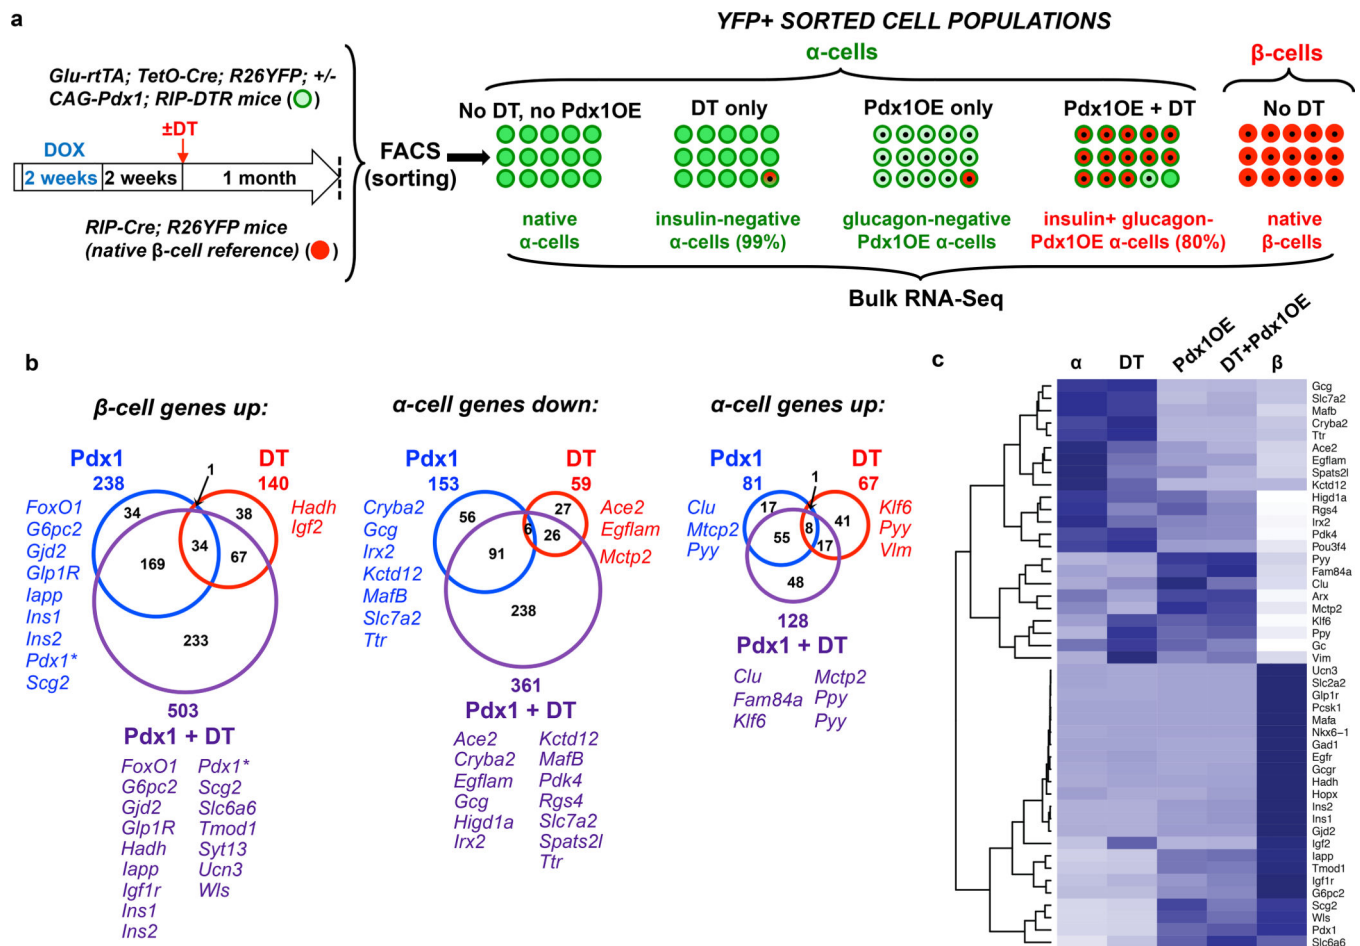 a
YFP+ SORTED CELL POPULATIONS
α-cells
β-cells
Glu-rtTA; TetO-Cre; R26YFP; +/-
CAG-Pdx1; RIP-DTR mice ( )
±DT
DOX
2 weeks
2 weeks
1 month
RIP-Cre; R26YFP mice
(native β-cell reference) ( )
FACS
(sorting)
No DT, no Pdx1OE
DT only
Pdx1OE only
Pdx1OE + DT
No DT
native
α-cells
insulin-negative
α-cells (99%)
glucagon-negative
Pdx1OE α-cells
insulin+ glucagon-
Pdx1OE α-cells (80%)
native
β-cells
Bulk RNA-Seq
b
β-cell genes up:
Pdx1
238
DT
140
1
34
38
34
169
67
233
FoxO1
G6pc2
Gjd2
Glp1R
Iapp
Ins1
Ins2
Pdx1*
Scg2
Hadh
Igf2
503
Pdx1 + DT
FoxO1
G6pc2
Gjd2
Glp1R
Hadh
Iapp
Igf1r
Ins1
Ins2
Pdx1*
Scg2
Slc6a6
Tmod1
Syt13
Ucn3
Wls
α-cell genes down:
Pdx1
153
DT
59
56
27
6
26
91
238
Cryba2
Gcg
Irx2
Kctd12
MafB
Slc7a2
Ttr
Ace2
Egflam
Mctp2
361
Pdx1 + DT
Ace2
Cryba2
Egflam
Gcg
Higd1a
Irx2
Kctd12
MafB
Pdk4
Rgs4
Slc7a2
Spats2l
Ttr
α-cell genes up:
Pdx1
81
DT
67
1
17
41
8
55
17
48
Clu
Mtcp2
Pyy
Klf6
Pyy
Vlm
128
Pdx1 + DT
Clu
Fam84a
Klf6
Mctp2
Ppy
Pyy
c
α
DT
Pdx1OE
DT+Pdx1OE
β
Gcg
Slc7a2
Mafb
Cryba2
Ttr
Ace2
Egflam
Spats2l
Kctd12
Higd1a
Rgs4
Irx2
Pdk4
Pou3f4
Pyy
Fam84a
Clu
Arx
Mctp2
Klf6
Ppy
Gc
Vim
Ucn3
Slc2a2
Glp1r
Pcsk1
Mafa
Nkx6-1
Gad1
Egfr
Gcgr
Hadh
Hopx
Ins2
Ins1
Gjd2
Igf2
Iapp
Tmod1
Igf1r
G6pc2
Scg2
Wls
Pdx1
Slc6a6